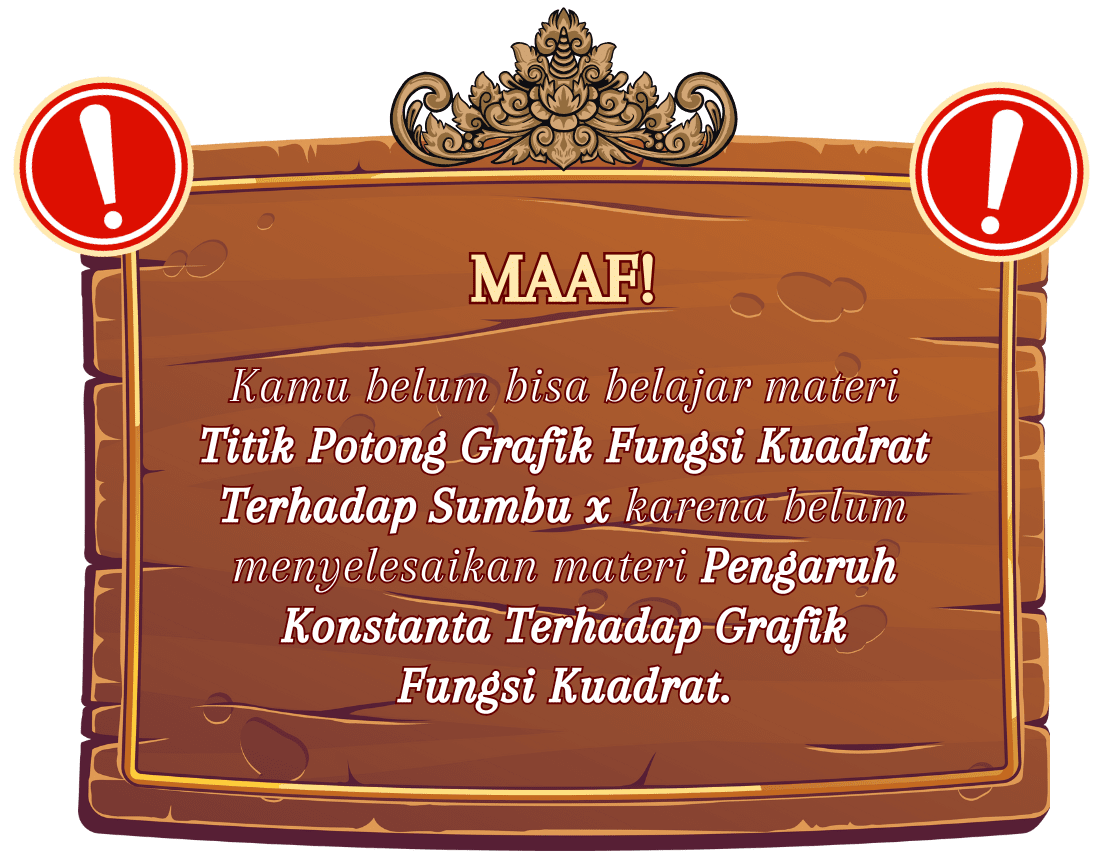 MAAF!
Kamu belum bisa belajar materi
Titik Potong Grafik Fungsi Kuadrat
Terhadap Sumbu x karena belum
menyelesaikan materi Pengaruh
Konstanta Terhadap Grafik
Fungsi Kuadrat.